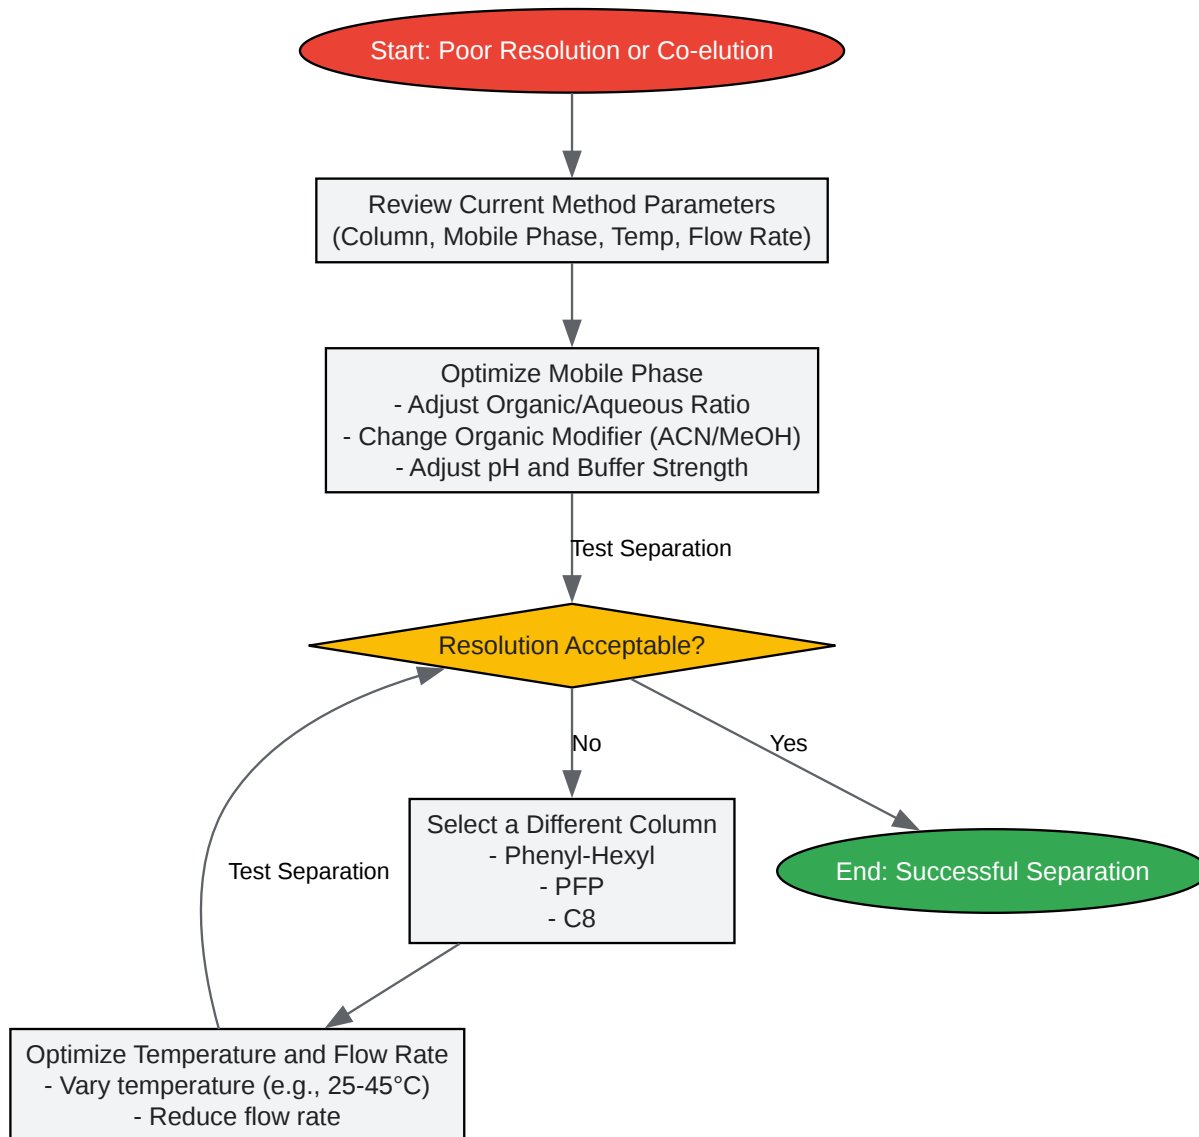 Start: Poor Resolution or Co-elution
Review Current Method Parameters
(Column, Mobile Phase, Temp, Flow Rate)
Optimize Mobile Phase
- Adjust Organic/Aqueous Ratio
- Change Organic Modifier (ACN/MeOH)
- Adjust pH and Buffer Strength
Test Separation
Resolution Acceptable?
No
Yes
Select a Different Column
- Phenyl-Hexyl
- PFP
- C8
Test Separation
End: Successful Separation
Optimize Temperature and Flow Rate
- Vary temperature (e.g., 25-45°C)
- Reduce flow rate